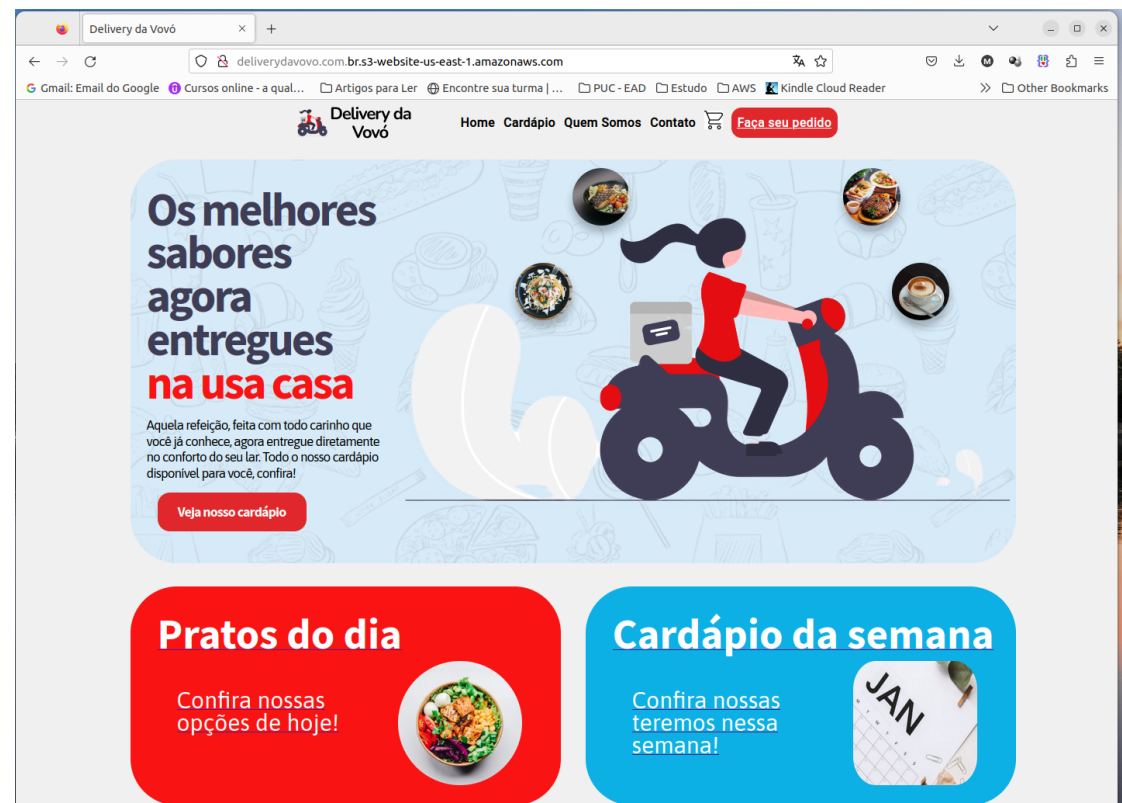 Delivery da Vovó
deliverydavovo.com.br.s3-website-us-east-1.amazonaws.com
Gmail: Email do Google
Cursos online - a qual...
Artigos para Ler
Encontre sua turma | ...
PUC - EAD
Estudo
AWS
Kindle Cloud Reader
Other Bookmarks
Delivery da
Vovó
Home Cardápio Quem Somos Contato Faça seu pedido
Os melhores
sabores
agora
entregues
na usa casa
Aquela refeição, feita com todo carinho que
você já conhece, agora entregue diretamente
no conforto do seu lar. Todo o nosso cardápio
disponível para você, confira!
Veja nosso cardápio
Pratos do dia
Confira nossas
opções de hoje!
Cardápio da semana
Confira nossas
teremos nessa
semana!
JAN